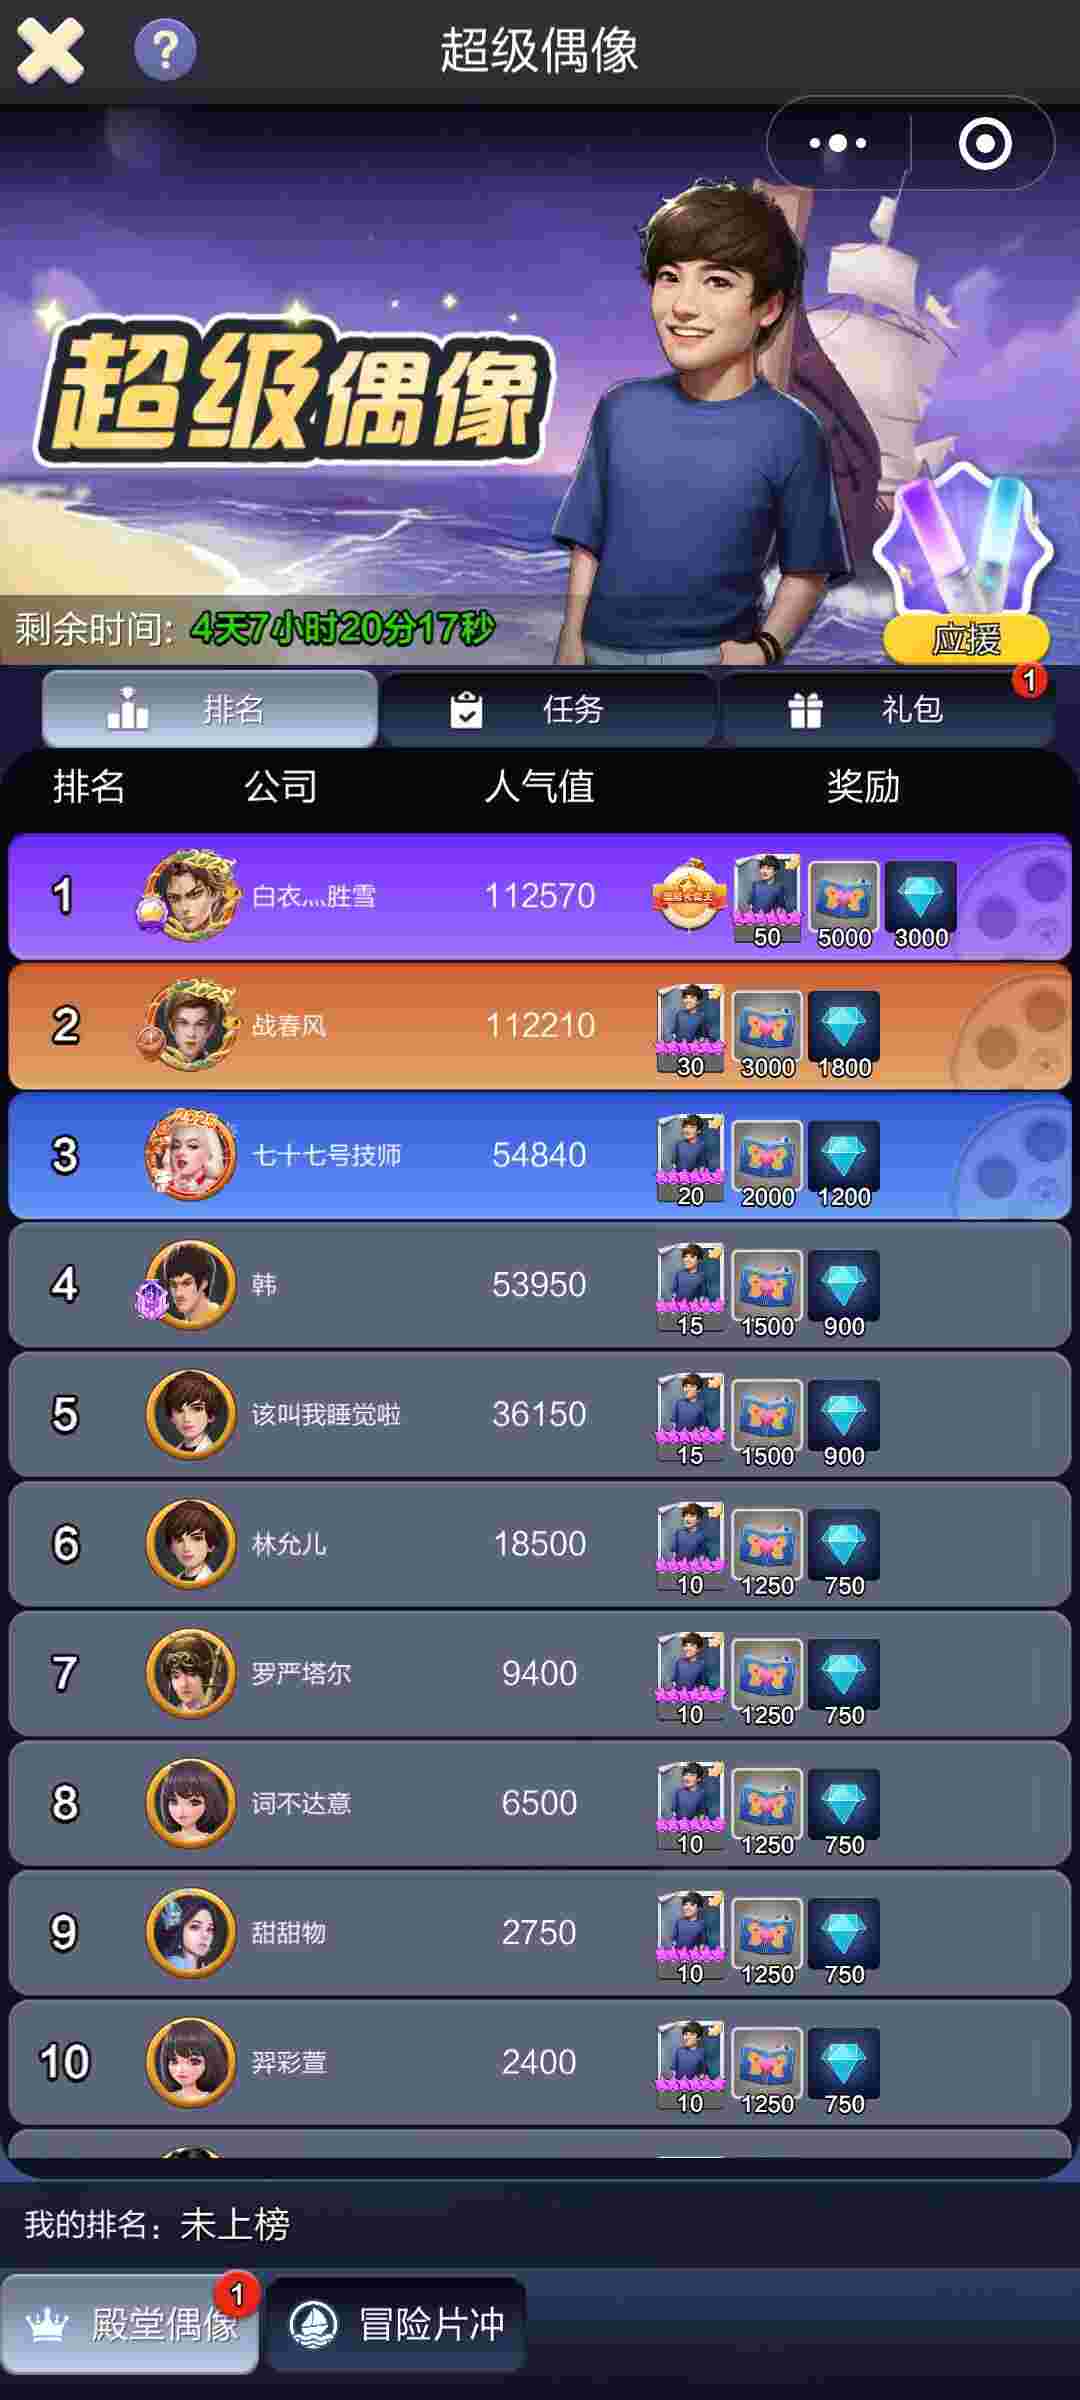 超级偶像
超级偶像
剩余时间: 4天7小时20分17秒
应援
排名 任务 礼包 1
排名 公司 人气值 奖励
1 白衣灬胜雪 112570 50 5000 3000
2 战春风 112210 30 3000 1800
3 七十七号技师 54840 20 2000 1200
4 韩 53950 15 1500 900
5 该叫我睡觉啦 36150 15 1500 900
6 林允儿 18500 10 1250 750
7 罗严塔尔 9400 10 1250 750
8 词不达意 6500 10 1250 750
9 甜甜物 2750 10 1250 750
10 羿彩萱 2400 10 1250 750
我的排名: 未上榜
殿堂偶像 1 冒险片冲